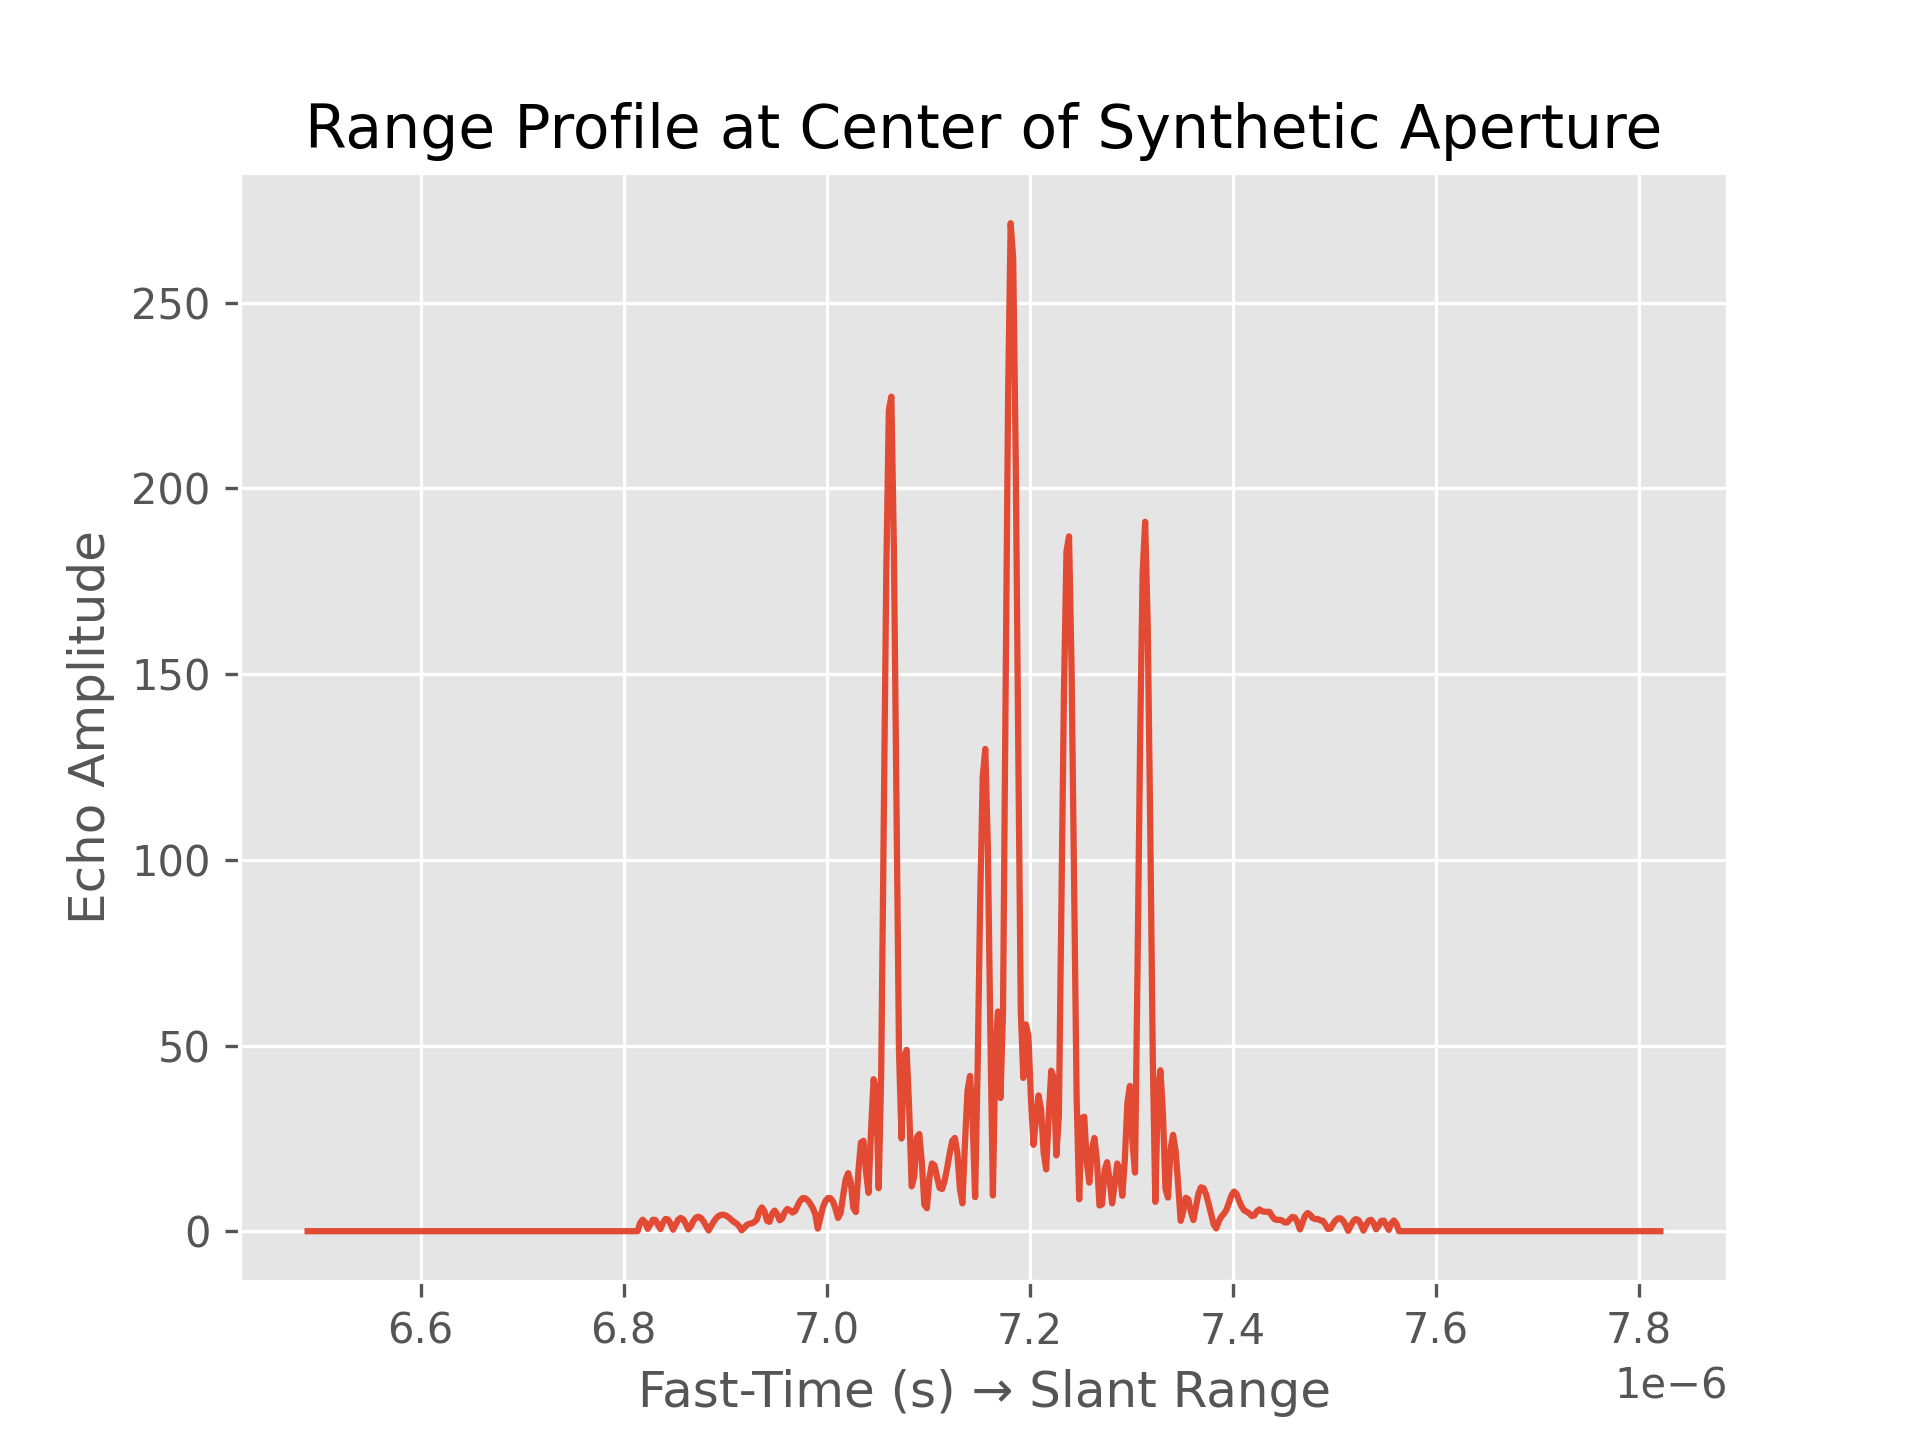 Range Profile at Center of Synthetic Aperture
Echo Amplitude
250
200
150
100
50
0
6.6 6.8 7.0 7.2 7.4 7.6 7.8
1e−6
Fast-Time (s) → Slant Range